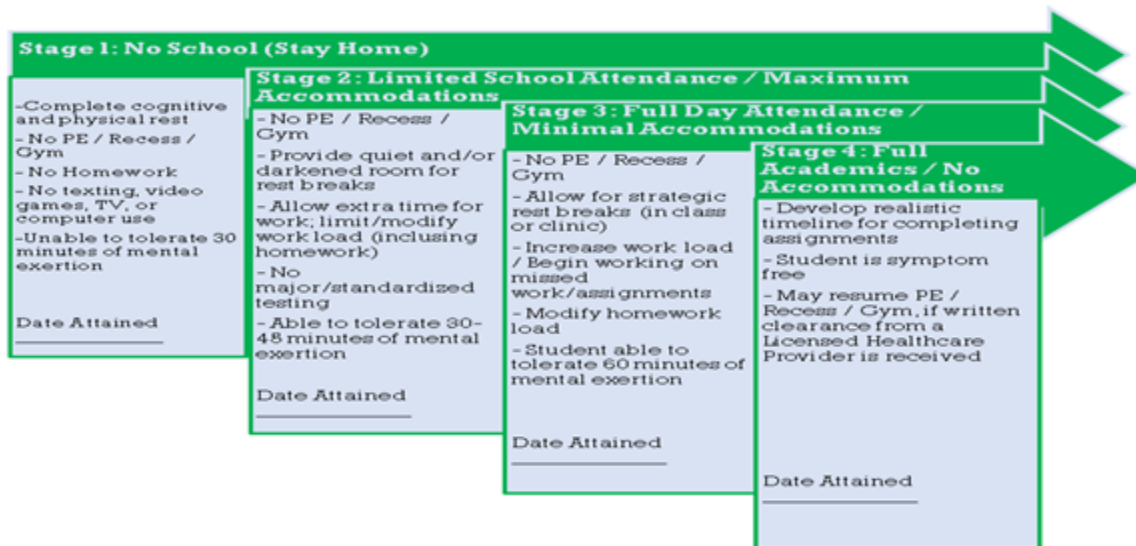 Stage 1: No School (Stay Home)
-Complete cognitive
and physical rest
- No PE / Recess /
Gym
- No Homework
- No texting, video
games, TV, or
computer use
-Unable to tolerate 30
minutes of mental
exertion
Date Attained
Stage 2: Limited School Attendance / Maximum
Accommodations
- No PE / Recess /
Gym
- Provide quiet and/or
darkened room for
rest breaks
- Allow extra time for
work; limit/modify
work load (inclusing
homework)
- No
major/standardized
testing
- Able to tolerate 30-
45 minutes of mental
exertion
Date Attained
Stage 3: Full Day Attendance /
Minimal Accommodations
- No PE / Recess /
Gym
- Allow for strategic
rest breaks (in class
or clinic)
- Increase work load
/ Begin working on
missed
work/assignments
- Modify homework
load
- Student able to
tolerate 60 minutes of
mental exertion
Date Attained
Stage 4: Full
Academics / No
Accommodations
- Develop realistic
timeline for completing
assignments
- Student is symptom
free
- May resume PE /
Recess / Gym, if written
clearance from a
Licensed Healthcare
Provider is received
Date Attained